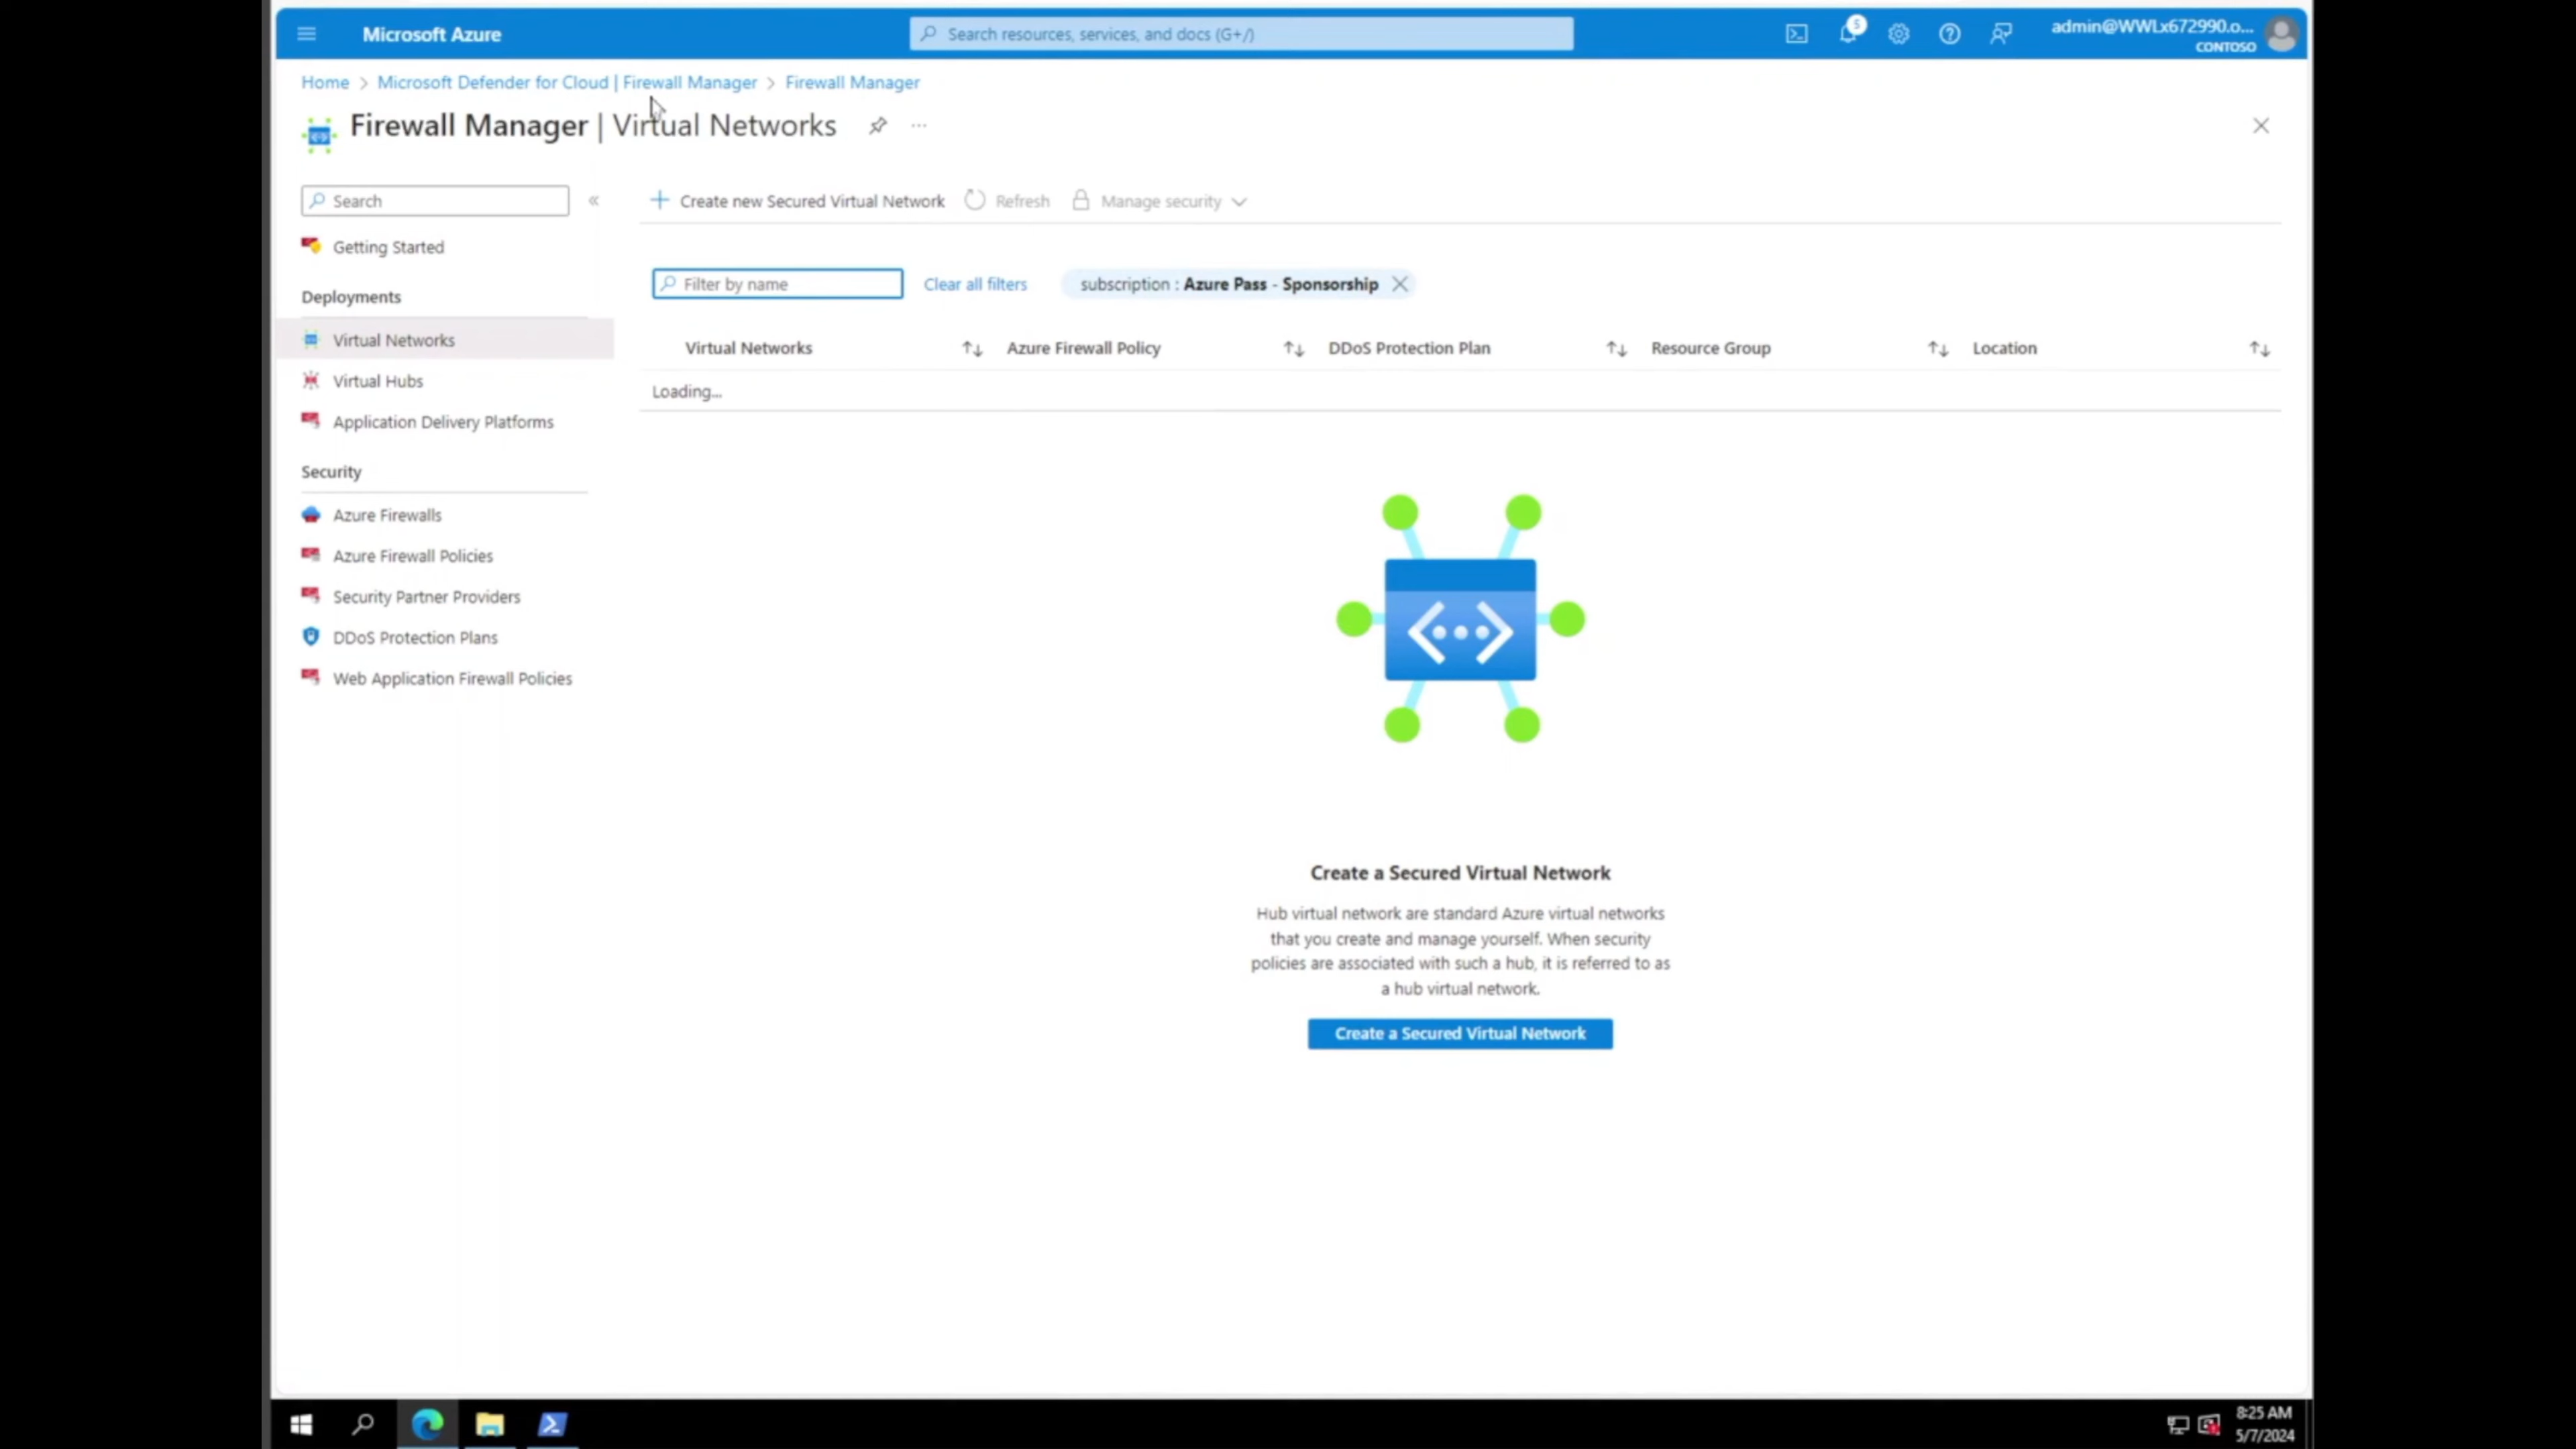 Microsoft Azure
Search resources, services, and docs (G+/)
5
admin@WWLx672990.o...
CONTOSO
Home > Microsoft Defender for Cloud | Firewall Manager > Firewall Manager
Firewall Manager | Virtual Networks
Search
Getting Started
Deployments
Virtual Networks
Virtual Hubs
Application Delivery Platforms
Security
Azure Firewalls
Azure Firewall Policies
Security Partner Providers
DDoS Protection Plans
Web Application Firewall Policies
Create new Secured Virtual Network
Refresh
Manage security
Filter by name
Clear all filters
subscription : Azure Pass - Sponsorship
Virtual Networks
Azure Firewall Policy
DDoS Protection Plan
Resource Group
Location
Loading...
Create a Secured Virtual Network
Hub virtual network are standard Azure virtual networks
that you create and manage yourself. When security
policies are associated with such a hub, it is referred to as
a hub virtual network.
Create a Secured Virtual Network
8:25 AM
5/7/2024